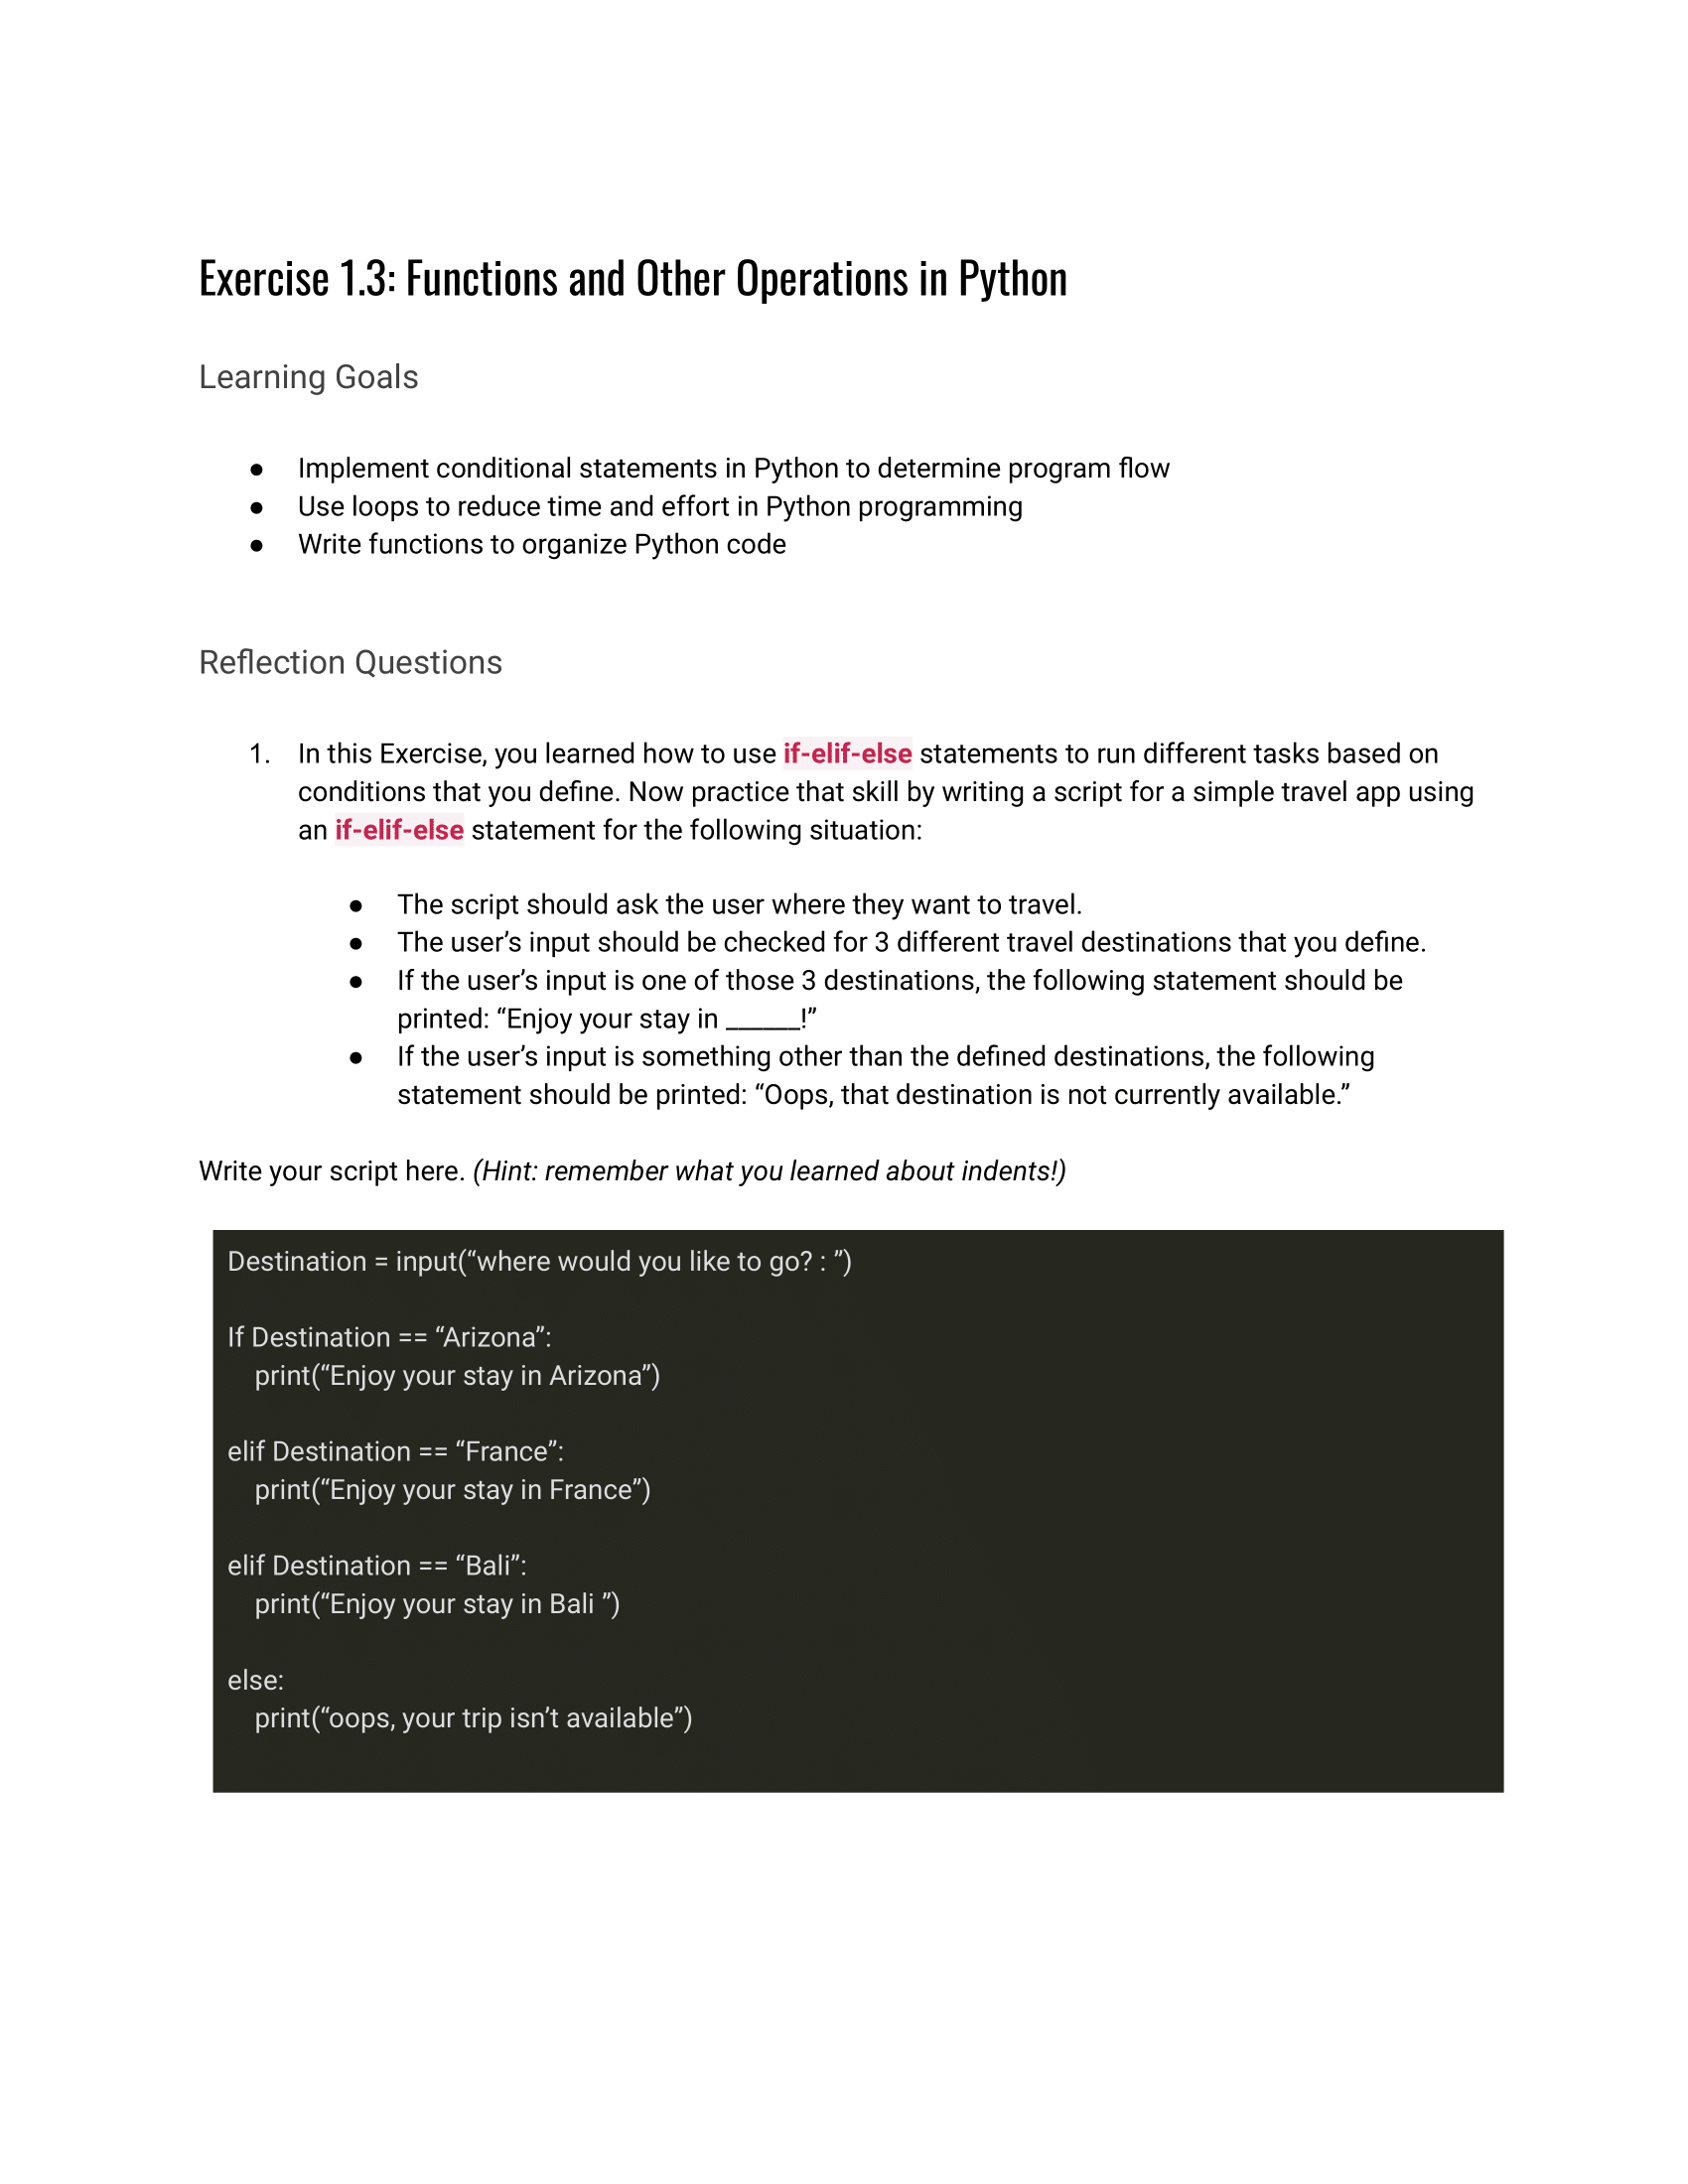 Exercise 1.3: Functions and Other Operations in Python
Learning Goals
● Implement conditional statements in Python to determine program flow
● Use loops to reduce time and effort in Python programming
● Write functions to organize Python code
Reflection Questions
1. In this Exercise, you learned how to use if-elif-else statements to run different tasks based on
conditions that you define. Now practice that skill by writing a script for a simple travel app using
an if-elif-else statement for the following situation:
● The script should ask the user where they want to travel.
● The user’s input should be checked for 3 different travel destinations that you define.
● If the user’s input is one of those 3 destinations, the following statement should be
printed: “Enjoy your stay in ______!”
● If the user’s input is something other than the defined destinations, the following
statement should be printed: “Oops, that destination is not currently available.”
Write your script here. (Hint: remember what you learned about indents!)
Destination = input(“where would you like to go? : ”)
If Destination == “Arizona”:
    print(“Enjoy your stay in Arizona”)
elif Destination == “France”:
    print(“Enjoy your stay in France”)
elif Destination == “Bali”:
    print(“Enjoy your stay in Bali ”)
else:
    print(“oops, your trip isn’t available”)